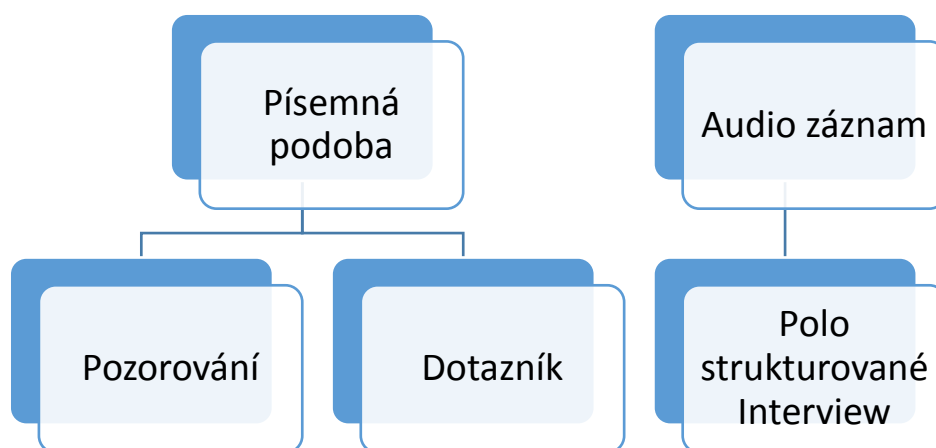 Písemná
podoba
Audio záznam
Pozorování
Dotazník
Polo
strukturované
Interview